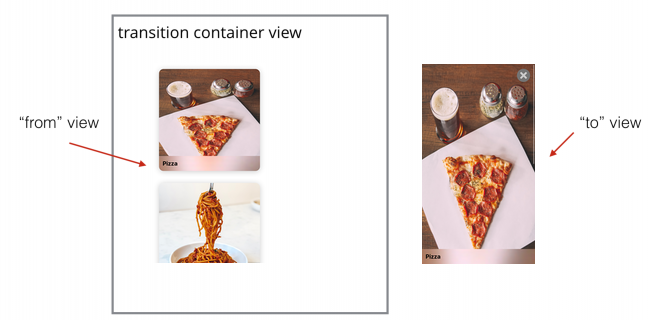 transition container view
“from” view
“to” view
Pizza
Pizza